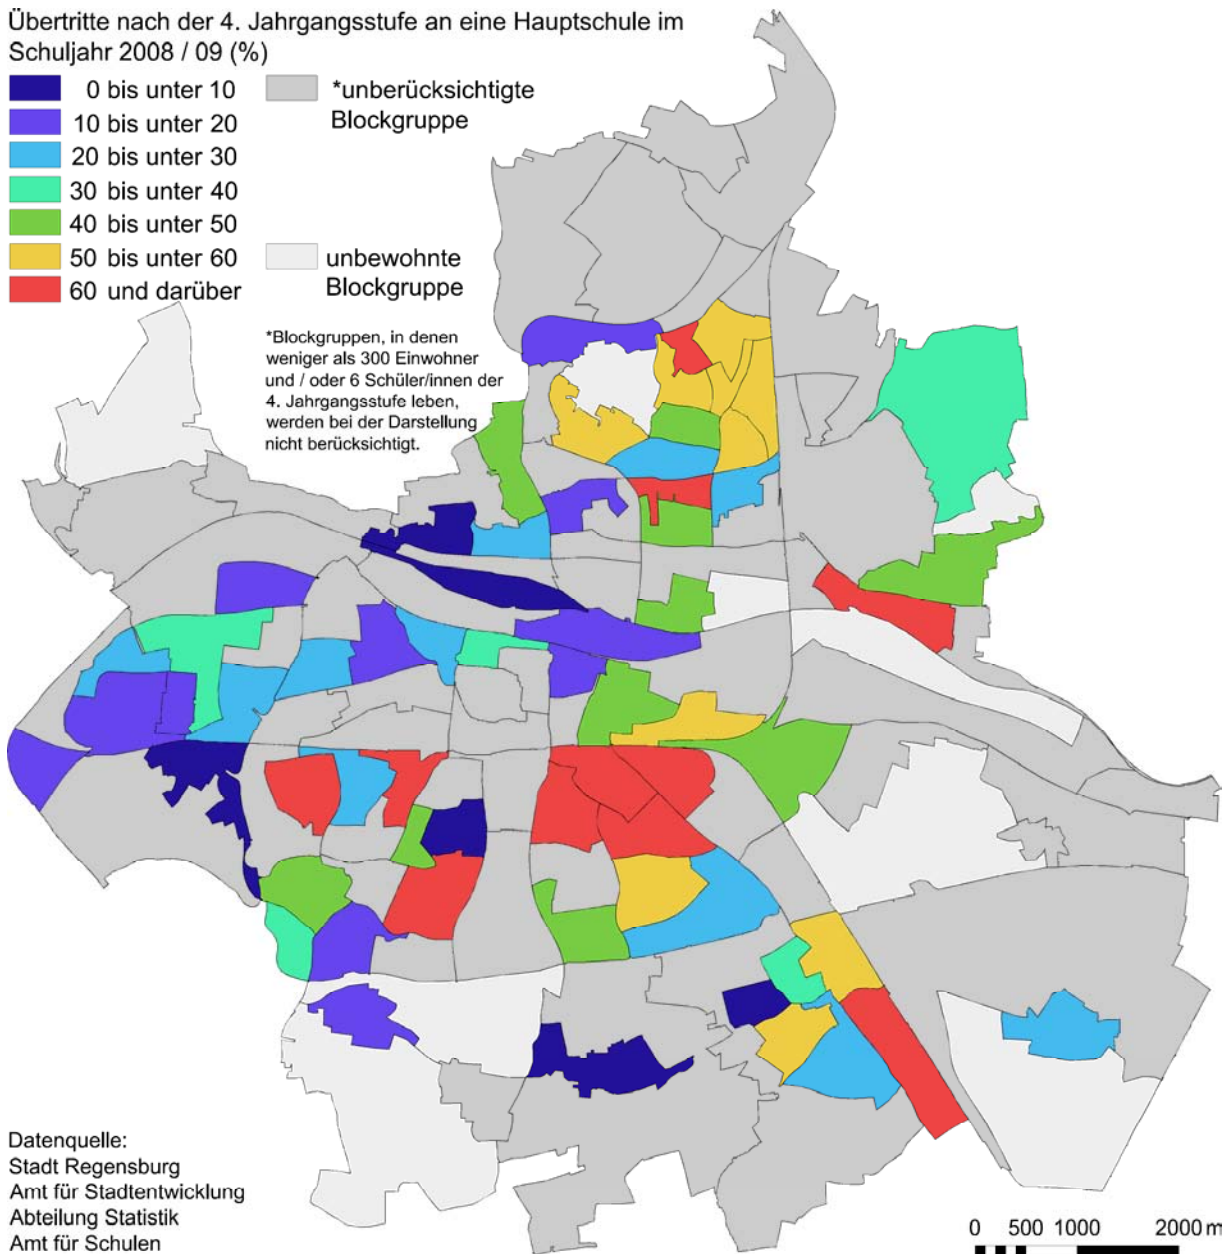 Übertritte nach der 4. Jahrgangsstufe an eine Hauptschule im
Schuljahr 2008 / 09 (%)
0 bis unter 10
10 bis unter 20
20 bis unter 30
30 bis unter 40
40 bis unter 50
50 bis unter 60
60 und darüber
*unberücksichtigte
Blockgruppe
unbewohnte
Blockgruppe
*Blockgruppen, in denen
weniger als 300 Einwohner
und / oder 6 Schüler/innen der
4. Jahrgangsstufe leben,
werden bei der Darstellung
nicht berücksichtigt.
Datenquelle:
Stadt Regensburg
Amt für Stadtentwicklung
Abteilung Statistik
Amt für Schulen
0 500 1000 2000 m